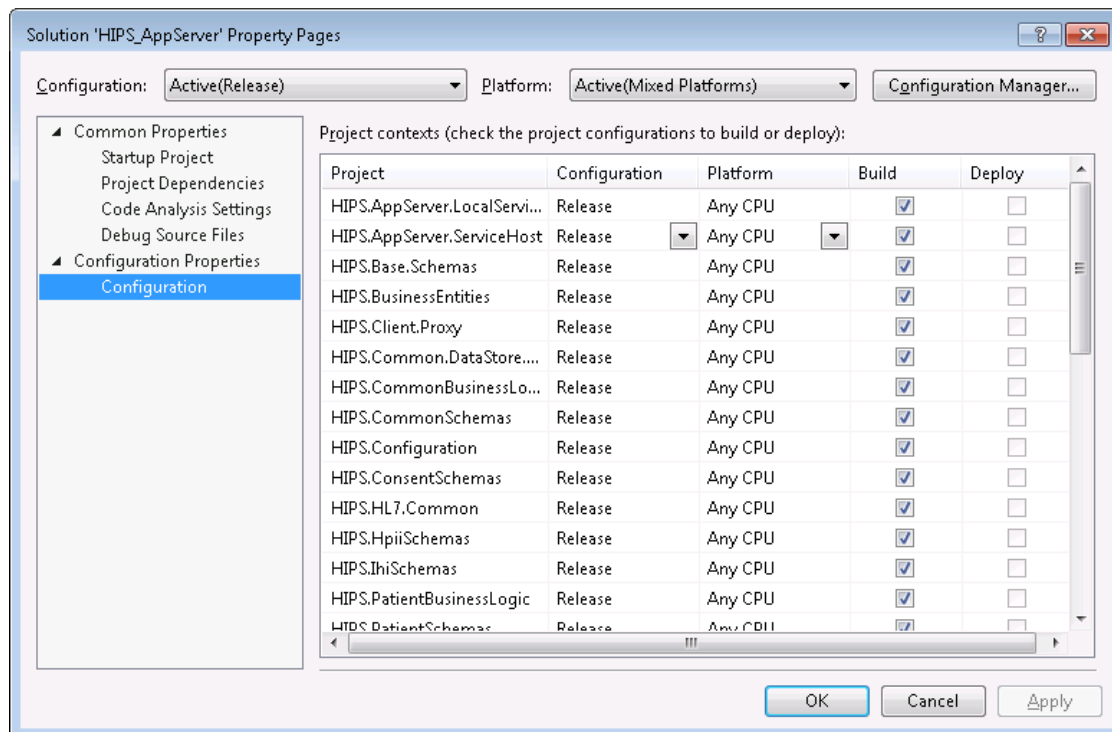 Solution 'HIPS_AppServer' Property Pages
Configuration: Active(Release) Platform: Active(Mixed Platforms) Configuration Manager...
Common Properties
Startup Project
Project Dependencies
Code Analysis Settings
Debug Source Files
Configuration Properties
Configuration
Project contexts (check the project configurations to build or deploy):
Project Configuration Platform Build Deploy
HIPS.AppServer.LocalServi... Release Any CPU
HIPS.AppServer.ServiceHost Release Any CPU
HIPS.Base.Schemas Release Any CPU
HIPS.BusinessEntities Release Any CPU
HIPS.Client.Proxy Release Any CPU
HIPS.Common.DataStore.... Release Any CPU
HIPS.CommonBusinessLo... Release Any CPU
HIPS.CommonSchemas Release Any CPU
HIPS.Configuration Release Any CPU
HIPS.ConsentSchemas Release Any CPU
HIPS.HL7.Common Release Any CPU
HIPS.HpiiSchemas Release Any CPU
HIPS.IhiSchemas Release Any CPU
HIPS.PatientBusinessLogic Release Any CPU
HIPS.PatientSchemas Release Any CPU
OK Cancel Apply